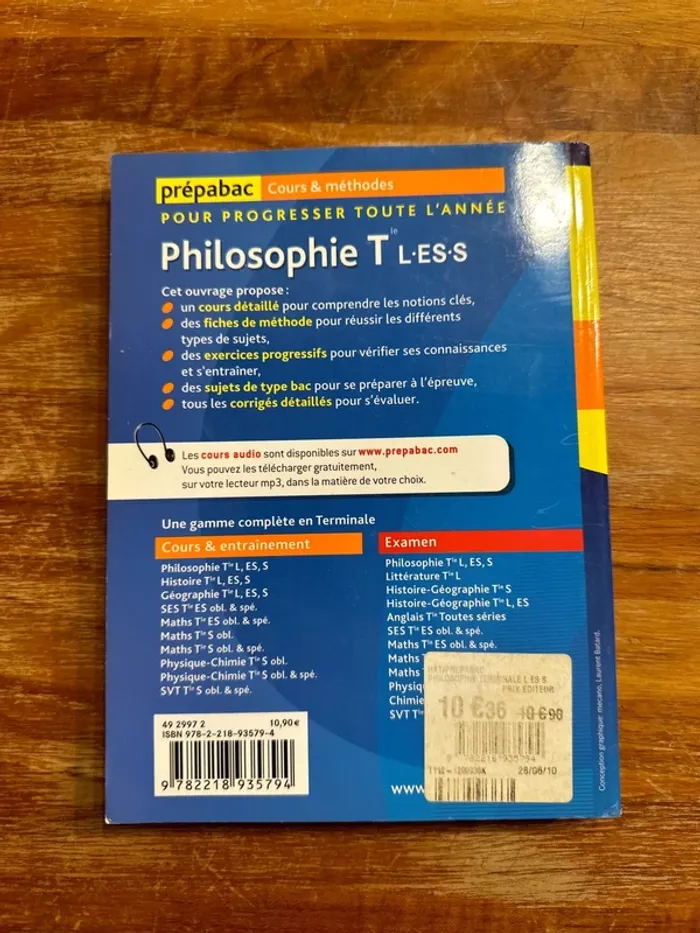 prépabac Cours & méthodes
POUR PROGRESSER TOUTE L'ANNÉE
Philosophie Tle L·ES·S
Cet ouvrage propose :
un cours détaillé pour comprendre les notions clés,
des fiches de méthode pour réussir les différents
types de sujets,
des exercices progressifs pour vérifier ses connaissances
et s'entraîner,
des sujets de type bac pour se préparer à l'épreuve,
tous les corrigés détaillés pour s'évaluer.
Les cours audio sont disponibles sur www.prepabac.com
Vous pouvez les télécharger gratuitement,
sur votre lecteur mp3, dans la matière de votre choix.
Une gamme complète en Terminale
Cours & entraînement
Philosophie Tle L, ES, S
Histoire Tle L, ES, S
Géographie Tle L, ES, S
SES Tle ES obl. & spé.
Maths Tle ES obl. & spé.
Maths Tle S obl.
Maths Tle S obl. & spé.
Physique-Chimie Tle S obl.
Physique-Chimie Tle S obl. & spé.
SVT Tle S obl. & spé.
Examen
Philosophie Tle L, ES, S
Littérature Tle L
Histoire-Géographie Tle S
Histoire-Géographie Tle L, ES
Anglais Tle Toutes séries
SES Tle ES obl. & spé.
Maths Tle ES obl. & spé.
Maths
Maths
Physiq
Chimie
SVT Tle
PHILOSOPHIE TERMINALE L ES S
PRIX EDITEUR
10 €36 10 €90
9782218935794
28/06/10
www.
49 2997 2 10,90 €
ISBN 978-2-218-93579-4
9 782218 935794
Conception graphique: mecano, Laurent Batard.